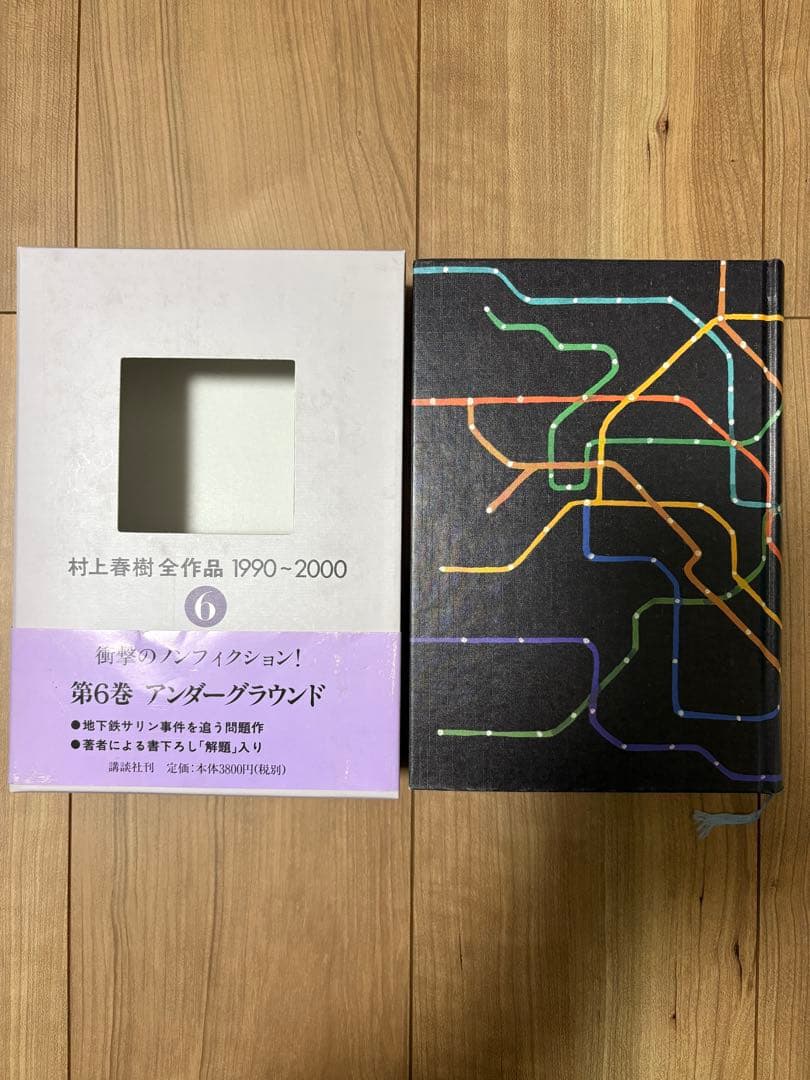 村上春樹全作品 1990~2000
6
衝撃のノンフィクション!
第6巻 アンダーグラウンド
●地下鉄サリン事件を追う問題作
●著者による書下ろし「解題」入り
講談社刊 定価:本体3800円(税別)